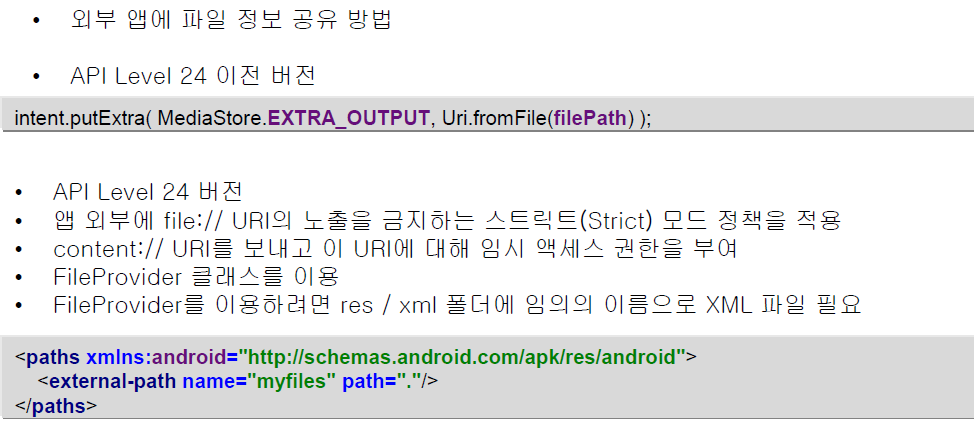 • 외부 앱에 파일 정보 공유 방법
• API Level 24 이전 버전
intent.putExtra( MediaStore.EXTRA_OUTPUT, Uri.fromFile(filePath) );
• API Level 24 버전
• 앱 외부에 file:// URI의 노출을 금지하는 스트릭트(Strict) 모드 정책을 적용
• content:// URI를 보내고 이 URI에 대해 임시 액세스 권한을 부여
• FileProvider 클래스를 이용
• FileProvider를 이용하려면 res / xml 폴더에 임의의 이름으로 XML 파일 필요
<paths xmlns:android="http://schemas.android.com/apk/res/android">
<external-path name="myfiles" path="."/>
</paths>